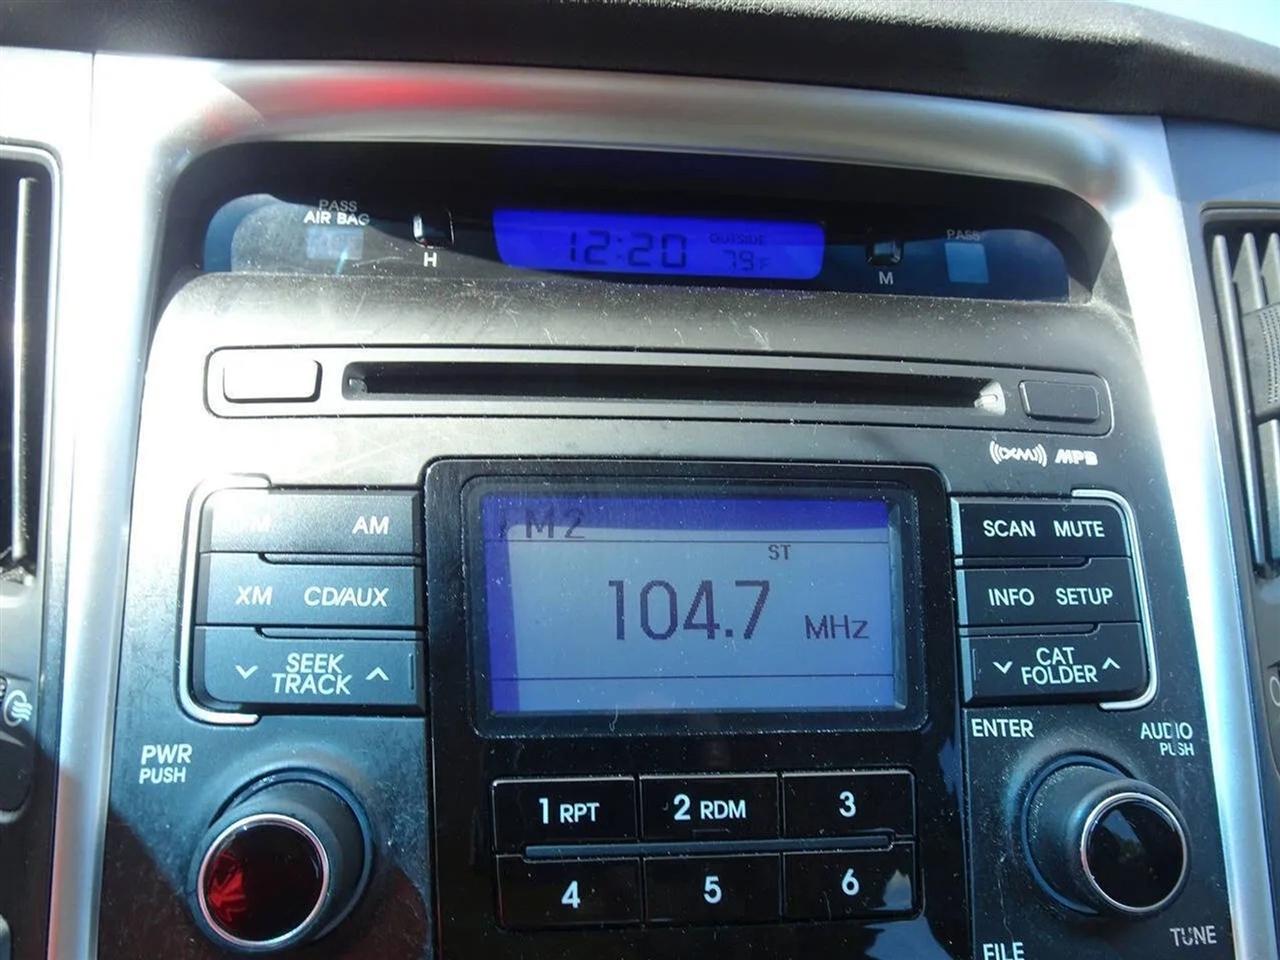 PASS
AIR BAG
H
12:20
OUTSIDE
79°F
M
PASS
((XM)) MP3
FM AM
XM CD/AUX
SEEK
TRACK
FM2
ST
104.7 MHz
SCAN MUTE
INFO SETUP
CAT
FOLDER
PWR
PUSH
ENTER
AUDIO
PUSH
1 RPT
2 RDM
3
4
5
6
TUNE
FILE